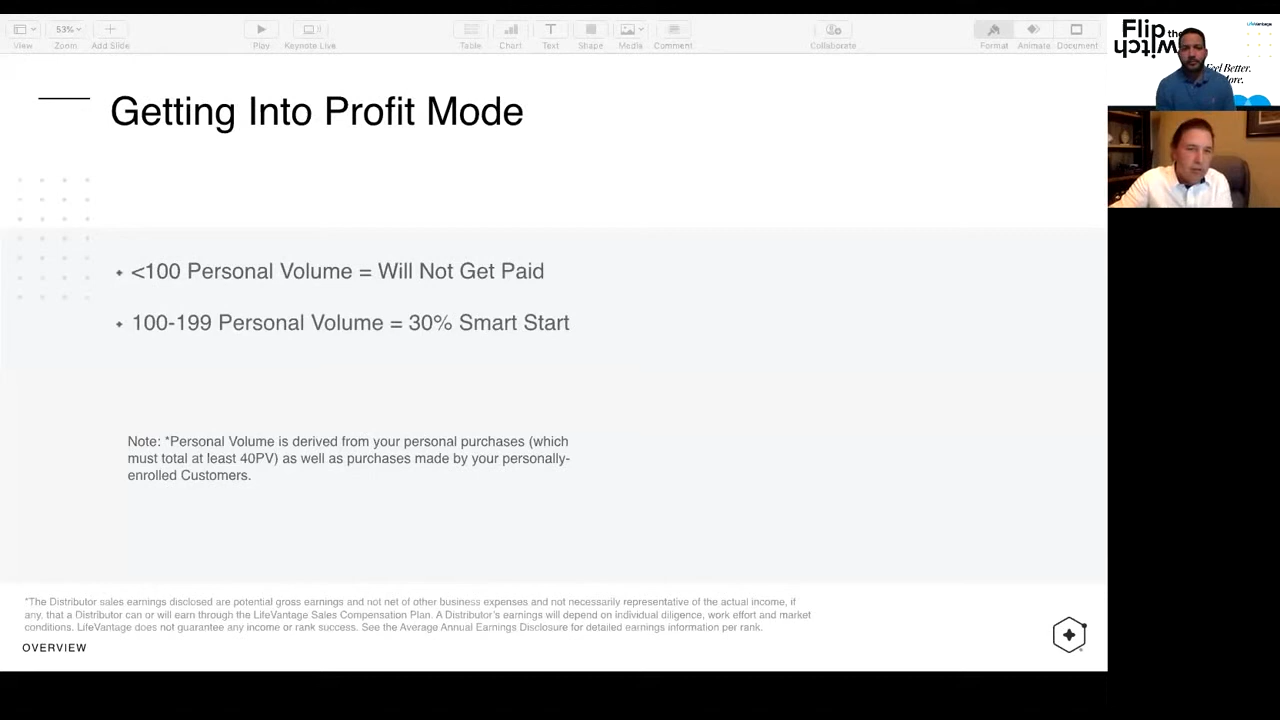 53%
View
Zoom
Add Slide
Play
Keynote Live
Table
Chart
Text
Shape
Media
Comment
Collaborate
Format
Animate
Document
Getting Into Profit Mode
<100 Personal Volume = Will Not Get Paid
100-199 Personal Volume = 30% Smart Start
Note: *Personal Volume is derived from your personal purchases (which
must total at least 40PV) as well as purchases made by your personally-
enrolled Customers.
*The Distributor sales earnings disclosed are potential gross earnings and not net of other business expenses and not necessarily representative of the actual income, if
any, that a Distributor can or will earn through the LifeVantage Sales Compensation Plan. A Distributor's earnings will depend on individual diligence, work effort and market
conditions. LifeVantage does not guarantee any income or rank success. See the Average Annual Earnings Disclosure for detailed earnings information per rank.
OVERVIEW
Flip
the
LifeVantage
Feel Better.